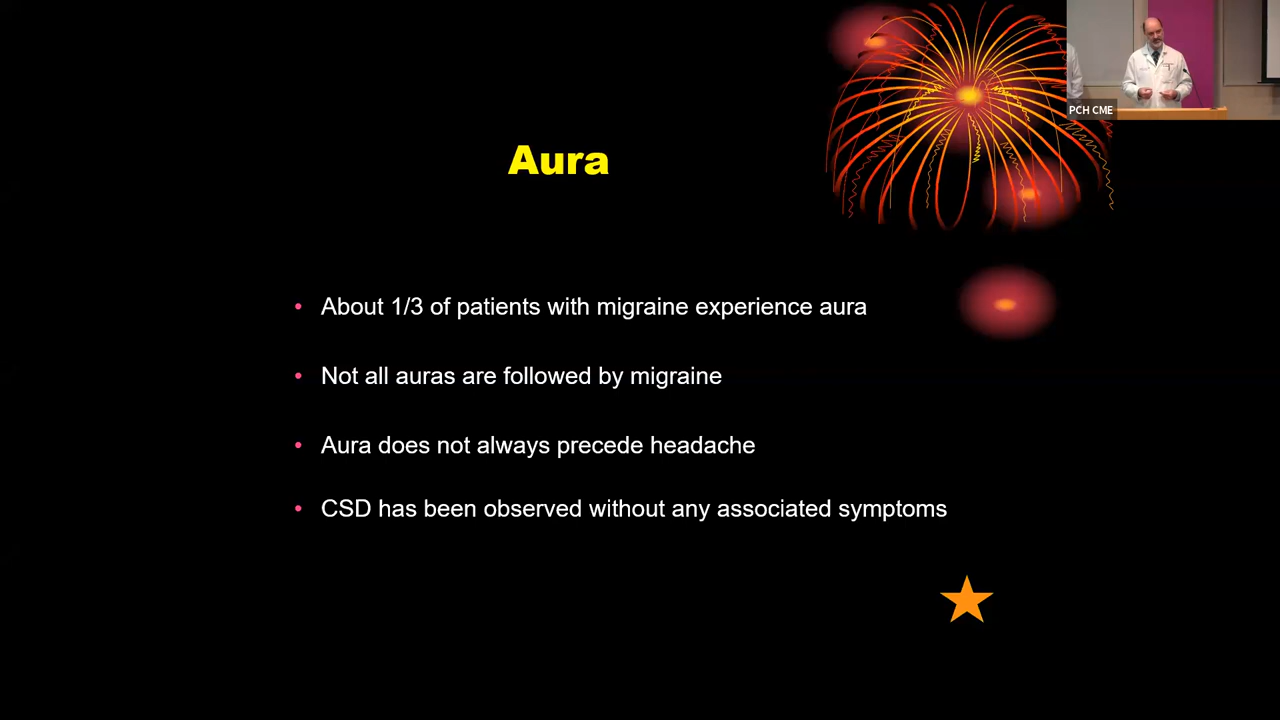 PCH CME
Aura
• About 1/3 of patients with migraine experience aura
• Not all auras are followed by migraine
• Aura does not always precede headache
• CSD has been observed without any associated symptoms